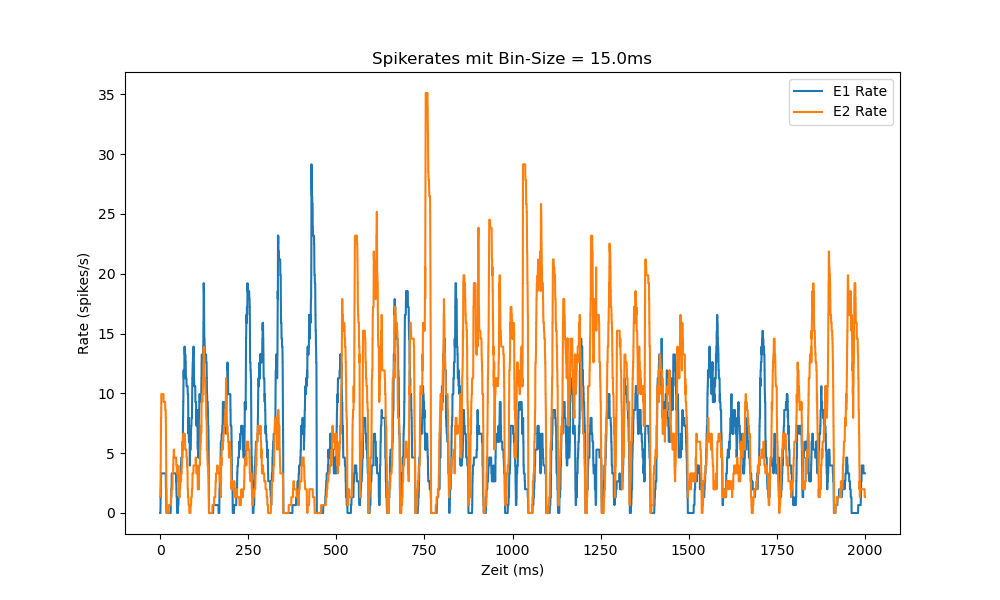 Spikerates mit Bin-Size = 15.0ms
E1 Rate
E2 Rate
Rate (spikes/s)
35
30
25
20
15
10
5
0
0 250 500 750 1000 1250 1500 1750 2000
Zeit (ms)